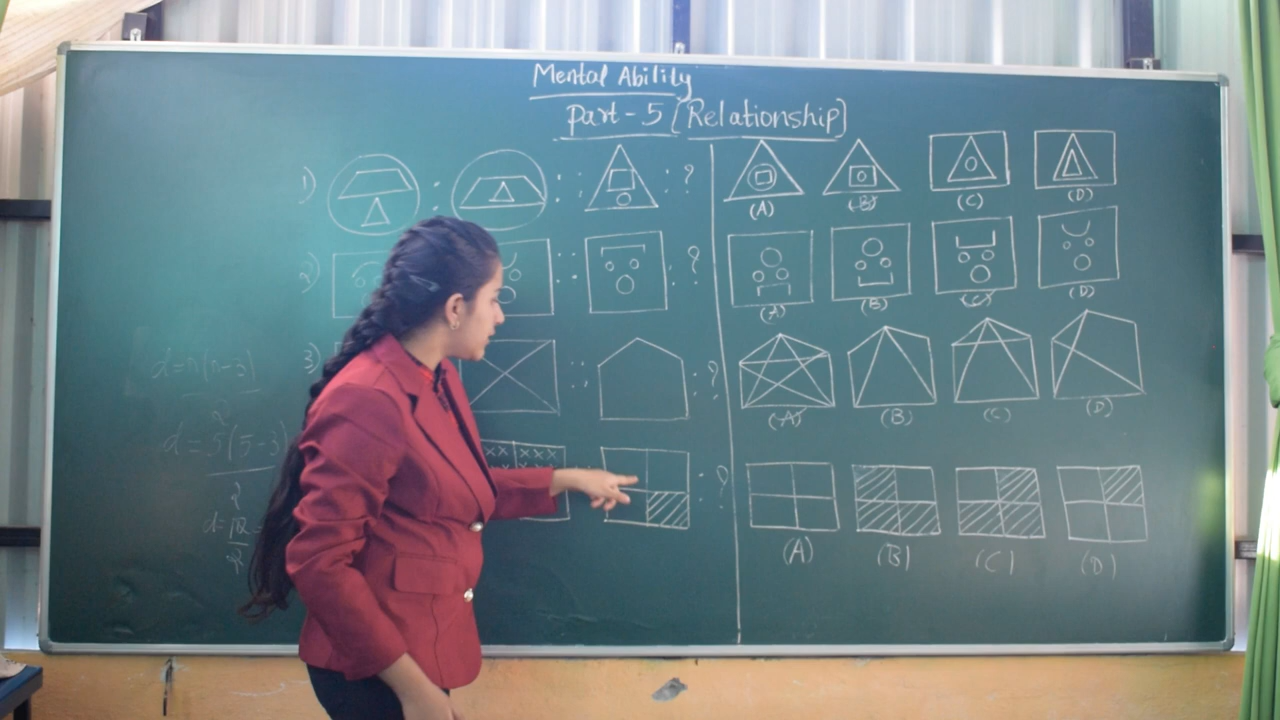 Mental Ability
Part - 5 [Relationship]
1) : :: : ? (A) (B) (C) (D)
2) :: : ? (A) (B) (C) (D)
3) :: : ? (A) (B) (C) (D)
x x x x x : ? (A) (B) (C) (D)
d = n(n-3)
2
d = 5(5-3)
2
d =